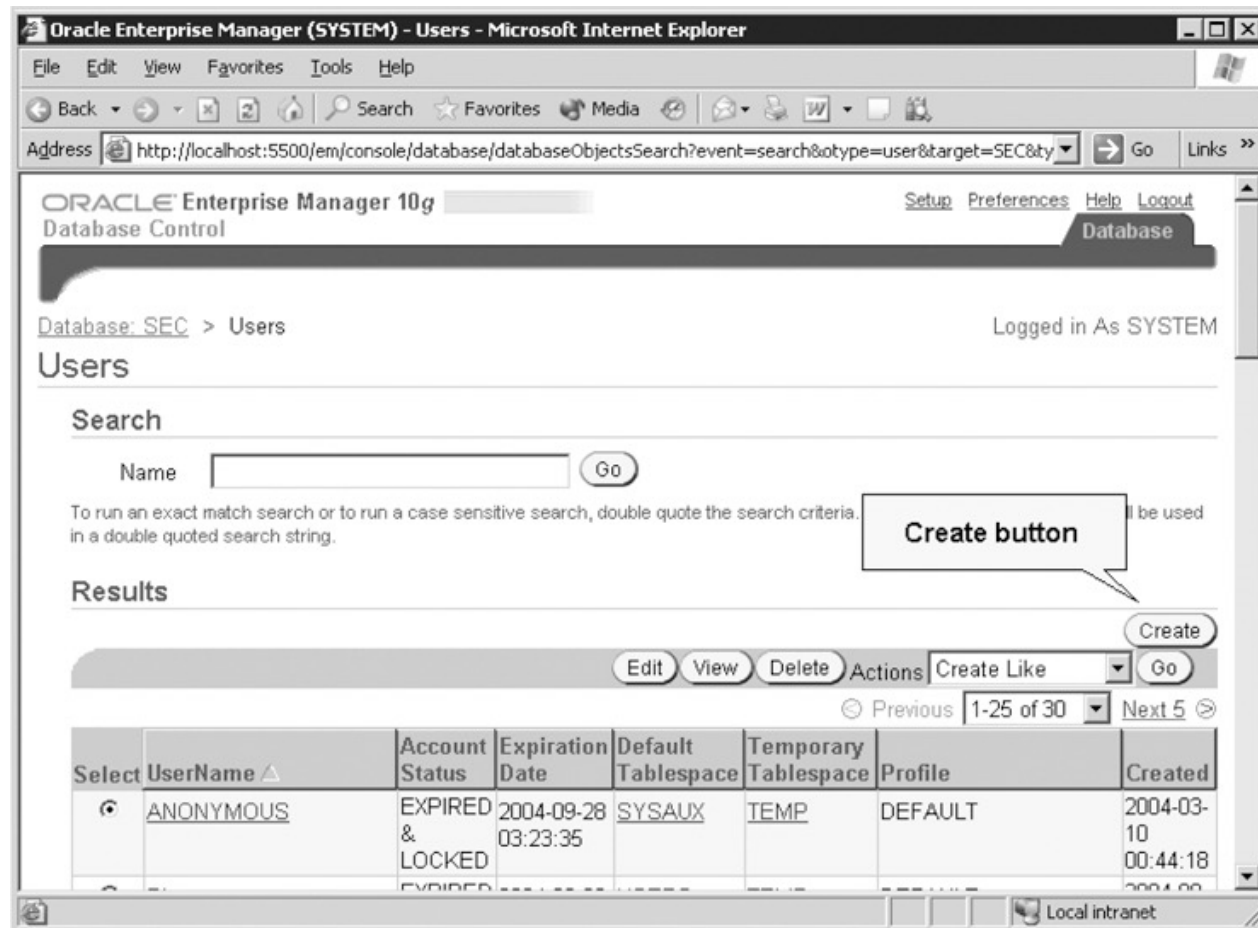 Oracle Enterprise Manager (SYSTEM) - Users - Microsoft Internet Explorer
File Edit View Favorites Tools Help
Back Search Favorites Media
Address http://localhost:5500/em/console/database/databaseObjectsSearch?event=search&otype=user&target=SEC&ty Go Links »
ORACLE Enterprise Manager 10g
Database Control
Setup Preferences Help Logout
Database
Database: SEC > Users
Logged in As SYSTEM
Users
Search
Name Go
To run an exact match search or to run a case sensitive search, double quote the search criteria. ll be used
in a double quoted search string.
Create button
Results
Create
Edit View Delete Actions Create Like Go
Previous 1-25 of 30 Next 5
Select UserName Account Status Expiration Date Default Tablespace Temporary Tablespace Profile Created
ANONYMOUS EXPIRED & LOCKED 2004-09-28 03:23:35 SYSAUX TEMP DEFAULT 2004-03-10 00:44:18
EXPIRED
Local intranet